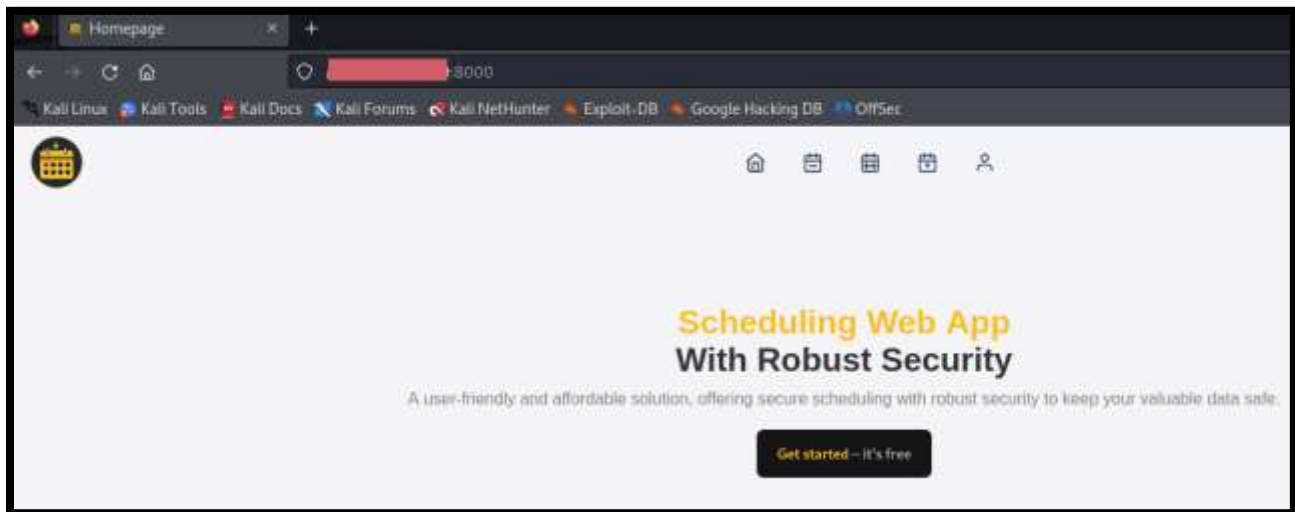 Homepage
:8000
Kali Linux Kali Tools Kali Docs Kali Forums Kali NetHunter Exploit-DB Google Hacking DB OffSec
Scheduling Web App
With Robust Security
A user-friendly and affordable solution, offering secure scheduling with robust security to keep your valuable data safe.
Get started – it's free